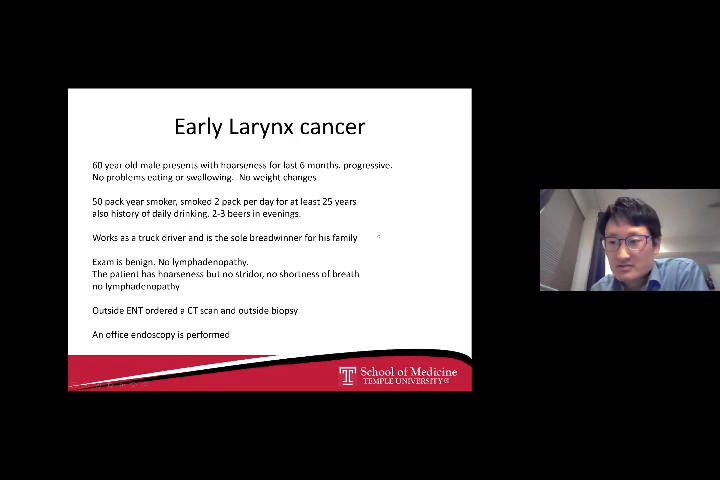 Early Larynx cancer
60 year old male presents with hoarseness for last 6 months, progressive.
No problems eating or swallowing. No weight changes
50 pack year smoker, smoked 2 pack per day for at least 25 years
also history of daily drinking, 2-3 beers in evenings.
Works as a truck driver and is the sole breadwinner for his family
Exam is benign. No lymphadenopathy.
The patient has hoarseness but no stridor, no shortness of breath
no lymphadenopathy
Outside ENT ordered a CT scan and outside biopsy
An office endoscopy is performed
School of Medicine
TEMPLE UNIVERSITY®